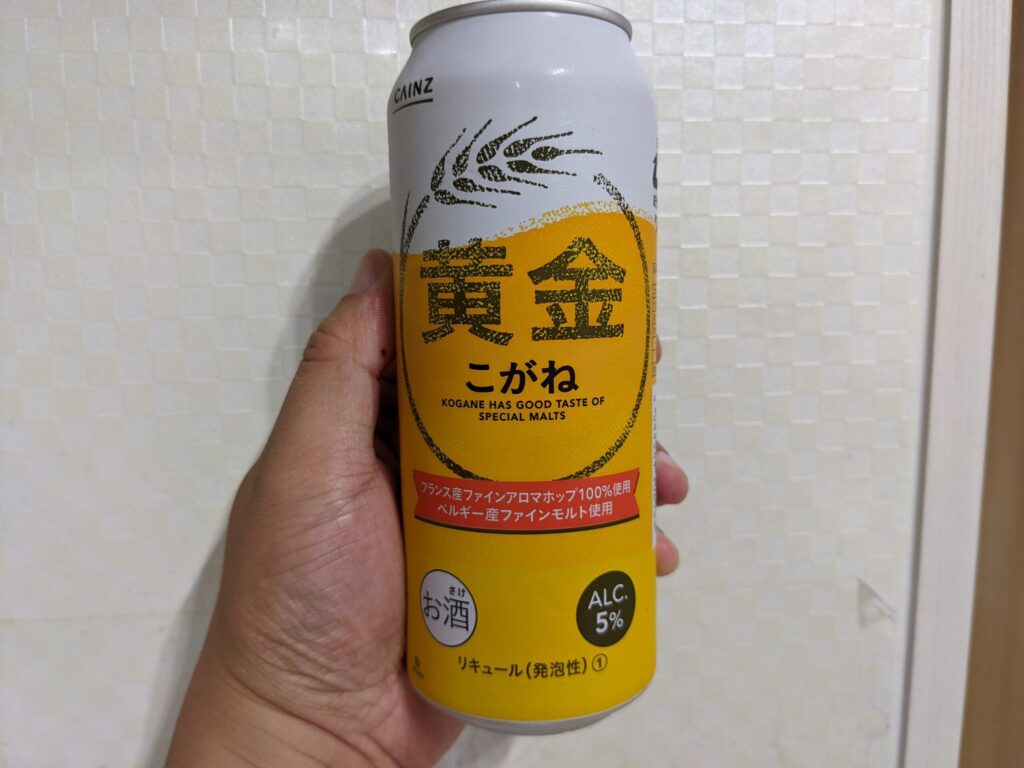 CAINZ
黄金
こがね
KOGANE HAS GOOD TASTE OF
SPECIAL MALTS
フランス産ファインアロマホップ100%使用
ベルギー産ファインモルト使用
さけ
お酒
ALC.
5%
リキュール(発泡性)①